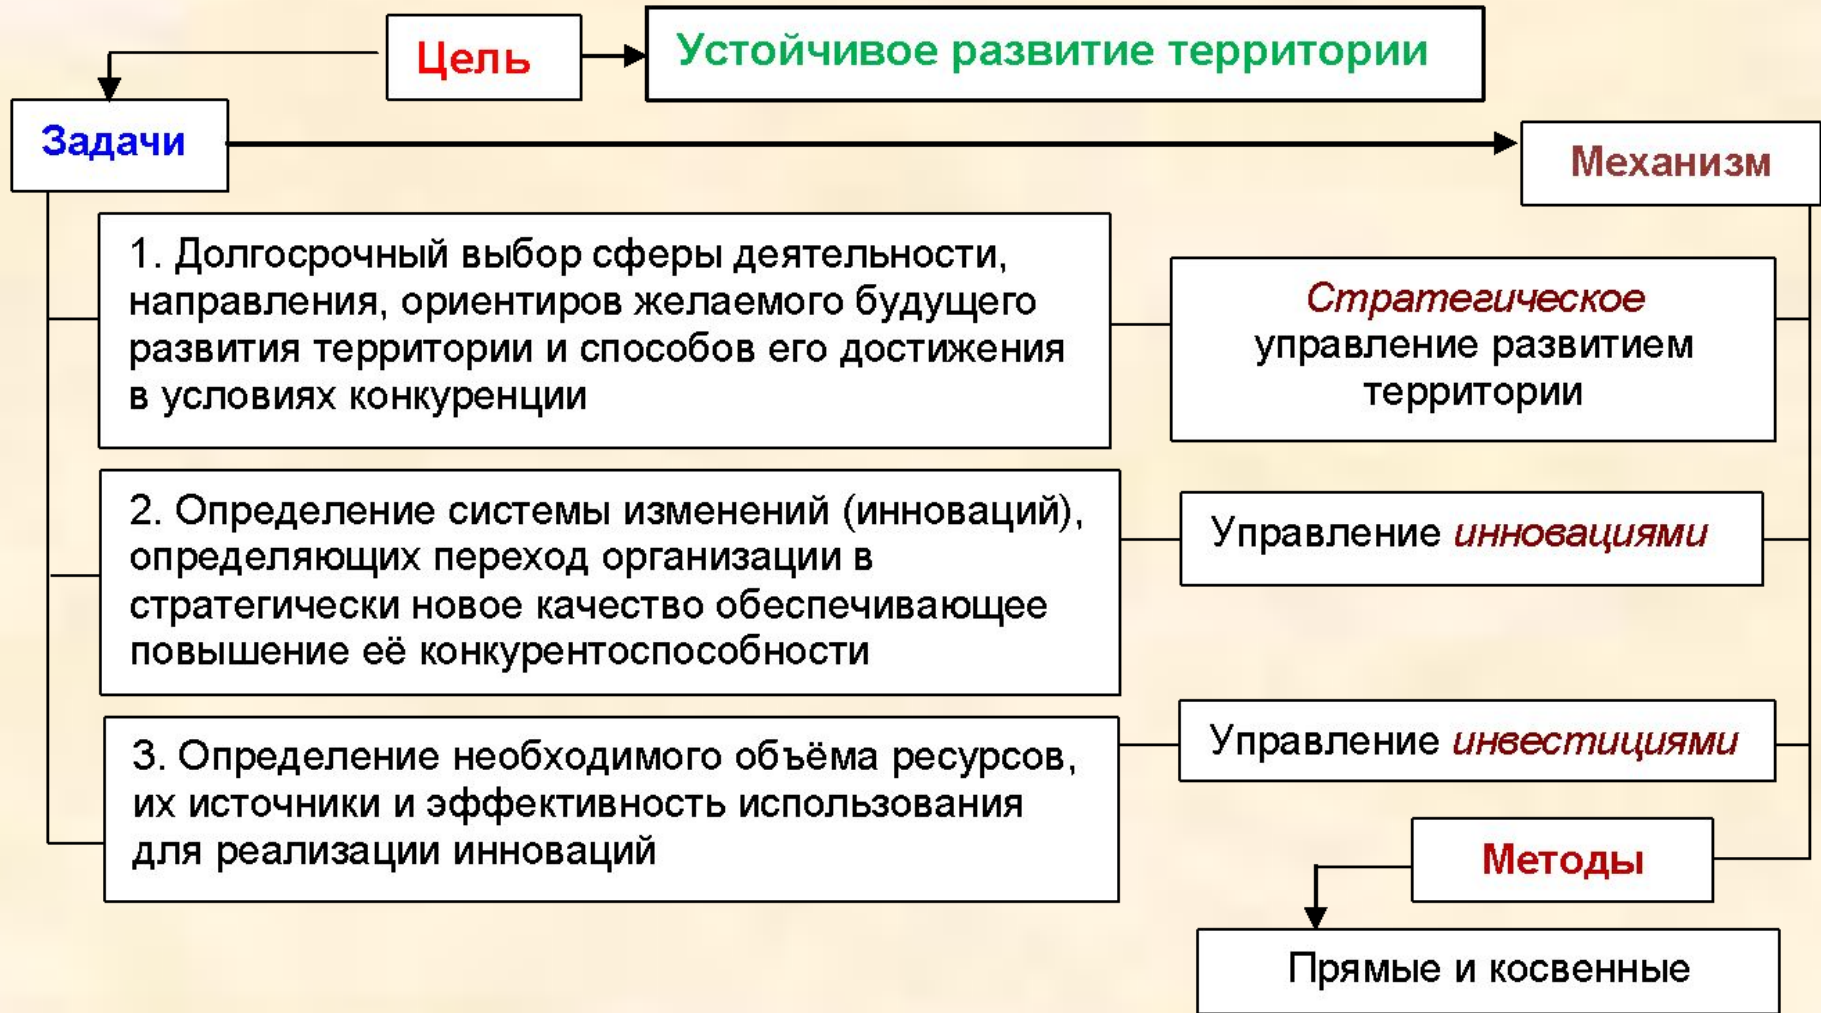 Цель
Устойчивое развитие территории
Задачи
Механизм
1. Долгосрочный выбор сферы деятельности,
направления, ориентиров желаемого будущего
развития территории и способов его достижения
в условиях конкуренции
Стратегическое
управление развитием
территории
2. Определение системы изменений (инноваций),
определяющих переход организации в
стратегически новое качество обеспечивающее
повышение её конкурентоспособности
Управление инновациями
3. Определение необходимого объёма ресурсов,
их источники и эффективность использования
для реализации инноваций
Управление инвестициями
Методы
Прямые и косвенные